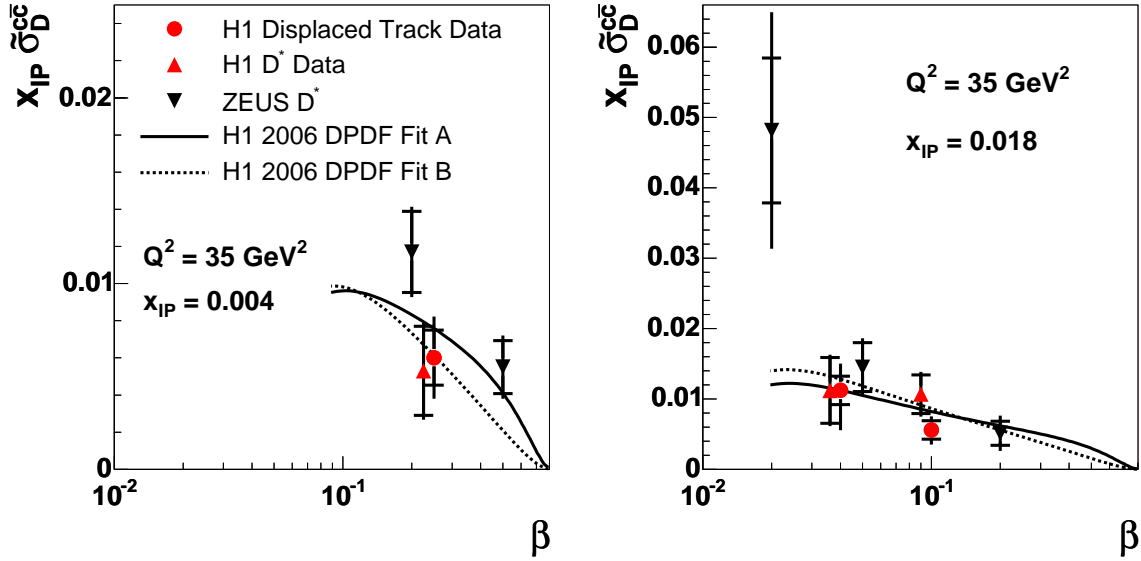 x_IP σ̃_D^cc̄
0.02
0.01
0
H1 Displaced Track Data
H1 D* Data
ZEUS D*
H1 2006 DPDF Fit A
H1 2006 DPDF Fit B
Q² = 35 GeV²
x_IP = 0.004
10⁻²
10⁻¹
β
x_IP σ̃_D^cc̄
0.06
0.05
0.04
0.03
0.02
0.01
0
Q² = 35 GeV²
x_IP = 0.018
10⁻²
10⁻¹
β